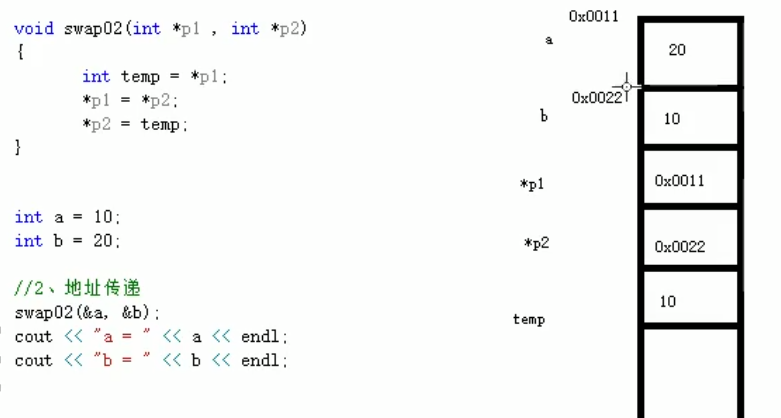 void swap02(int *p1 , int *p2)
{
int temp = *p1;
*p1 = *p2;
*p2 = temp;
}
int a = 10;
int b = 20;
//2、地址传递
swap02(&a, &b);
cout << "a = " << a << endl;
cout << "b = " << b << endl;
0x0011
a
20
0x0022
b
10
*p1
0x0011
*p2
0x0022
temp
10